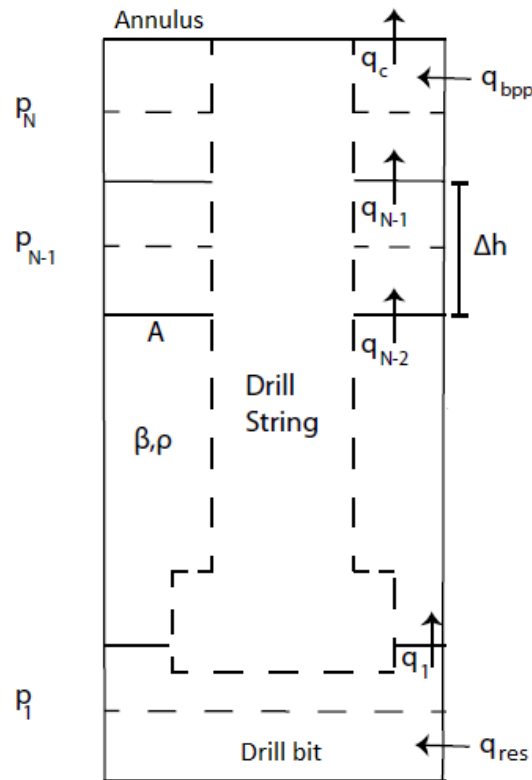 Annulus
q_c
q_bpp
p_N
q_N-1
p_N-1
Δh
q_N-2
A
Drill
String
β,ρ
q_1
p_1
Drill bit
q_res